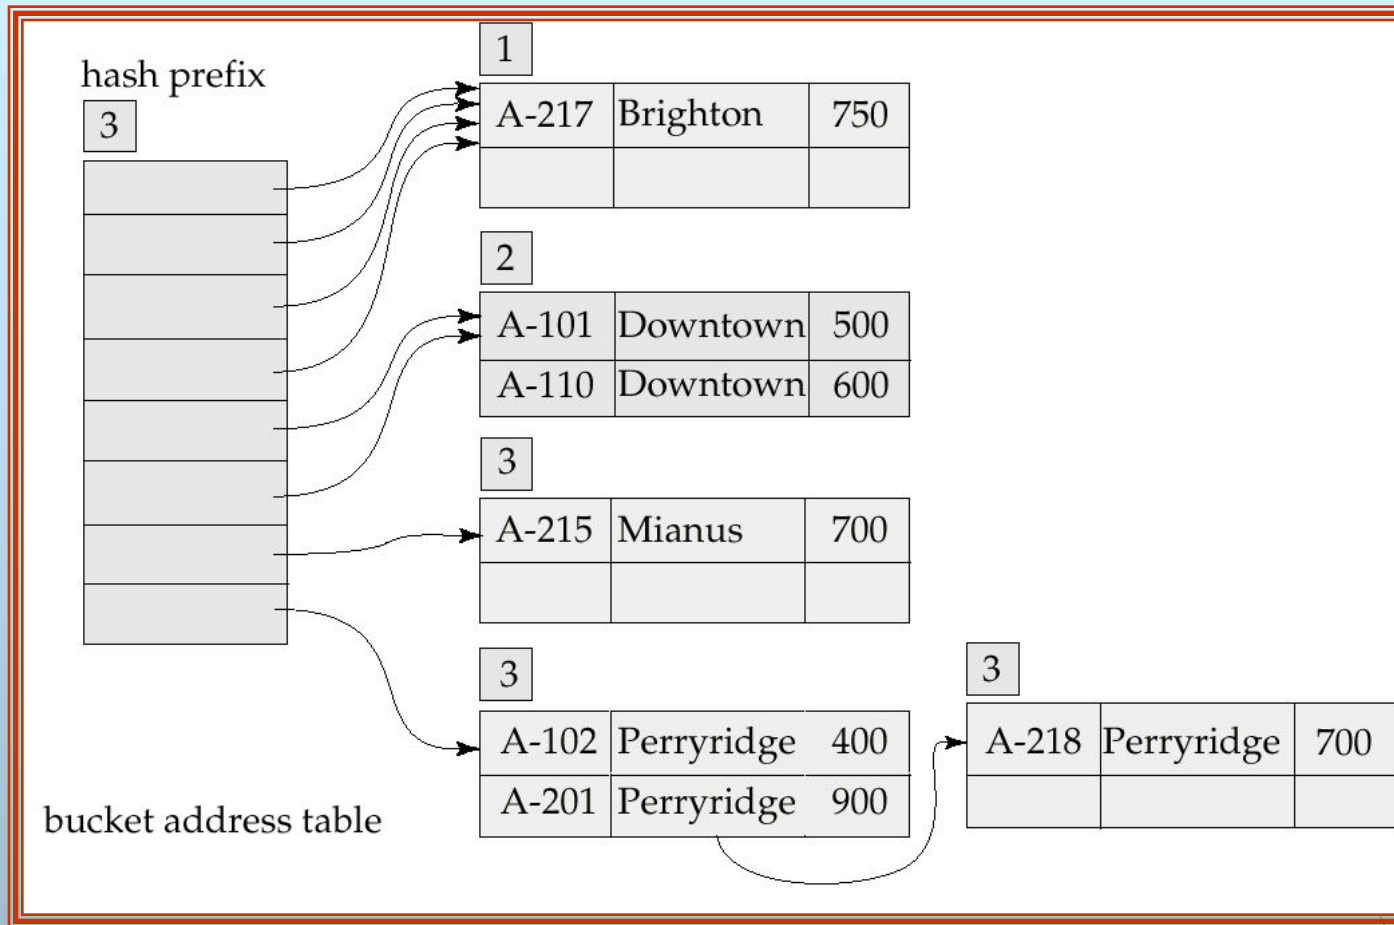 hash prefix
3
1
A-217 Brighton 750
2
A-101 Downtown 500
A-110 Downtown 600
3
A-215 Mianus 700
3
A-102 Perryridge 400
A-201 Perryridge 900
3
A-218 Perryridge 700
bucket address table